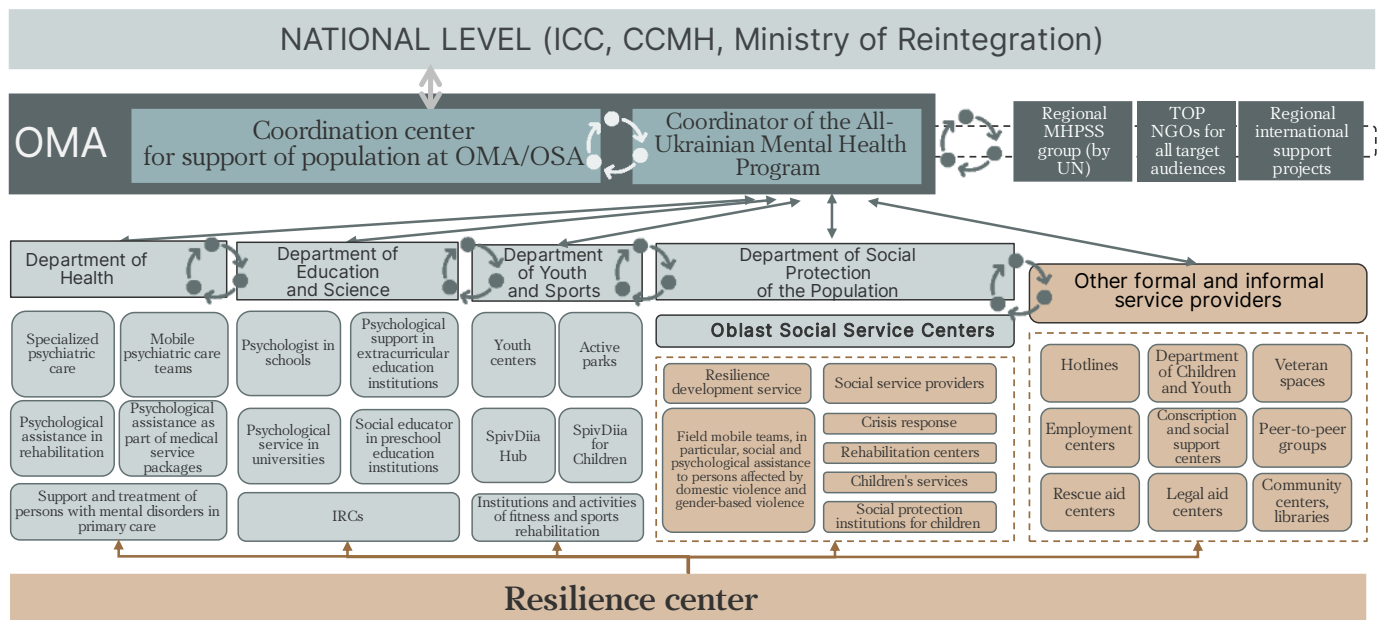 NATIONAL LEVEL (ICC, CCMH, Ministry of Reintegration)
OMA
Coordination center
for support of population at OMA/OSA
Coordinator of the All-
Ukrainian Mental Health
Program
Regional
MHPSS
group (by
UN)
TOP
NGOs for
all target
audiences
Regional
international
support
projects
Department of
Health
Department of
Education
and Science
Department
of Youth
and Sports
Department of Social
Protection
of the Population
Other formal and informal
service providers
Oblast Social Service Centers
Specialized
psychiatric
care
Mobile
psychiatric care
teams
Psychological
assistance in
rehabilitation
Psychological
assistance as
part of medical
service
packages
Support and treatment of
persons with mental disorders in
primary care
Psychologist in
schools
Psychological
support in
extracurricular
education
institutions
Psychological
service in
universities
Social educator
in preschool
education
institutions
IRCs
Youth
centers
Active
parks
SpivDiia
Hub
SpivDiia
for
Children
Institutions and activities
of fitness and sports
rehabilitation
Resilience
development service
Field mobile teams, in
particular, social and
psychological assistance
to persons affected by
domestic violence and
gender-based violence
Social service providers
Crisis response
Rehabilitation centers
Children's services
Social protection
institutions for children
Hotlines
Department
of Children
and Youth
Veteran
spaces
Employment
centers
Conscription
and social
support
centers
Peer-to-peer
groups
Rescue aid
centers
Legal aid
centers
Community
centers,
libraries
Resilience center